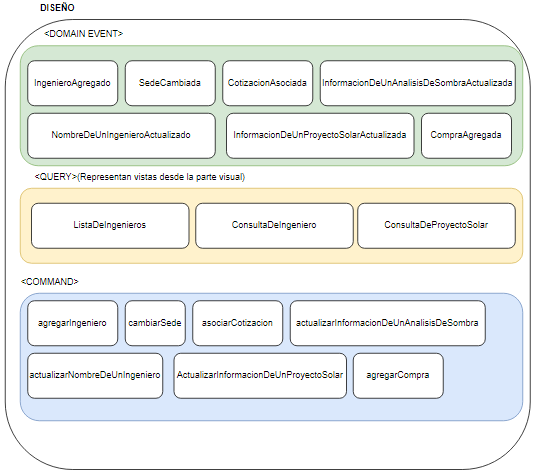 DISEÑO
<DOMAIN EVENT>
IngenieroAgregado
SedeCambiada
CotizacionAsociada
InformacionDeUnAnalisisDeSombraActualizada
NombreDeUnIngenieroActualizado
InformacionDeUnProyectoSolarActualizada
CompraAgregada
<QUERY>(Representan vistas desde la parte visual)
ListaDeIngenieros
ConsultaDeIngeniero
ConsultaDeProyectoSolar
<COMMAND>
agregarIngeniero
cambiarSede
asociarCotizacion
actualizarInformacionDeUnAnalisisDeSombra
actualizarNombreDeUnIngeniero
ActualizarInformacionDeUnProyectoSolar
agregarCompra